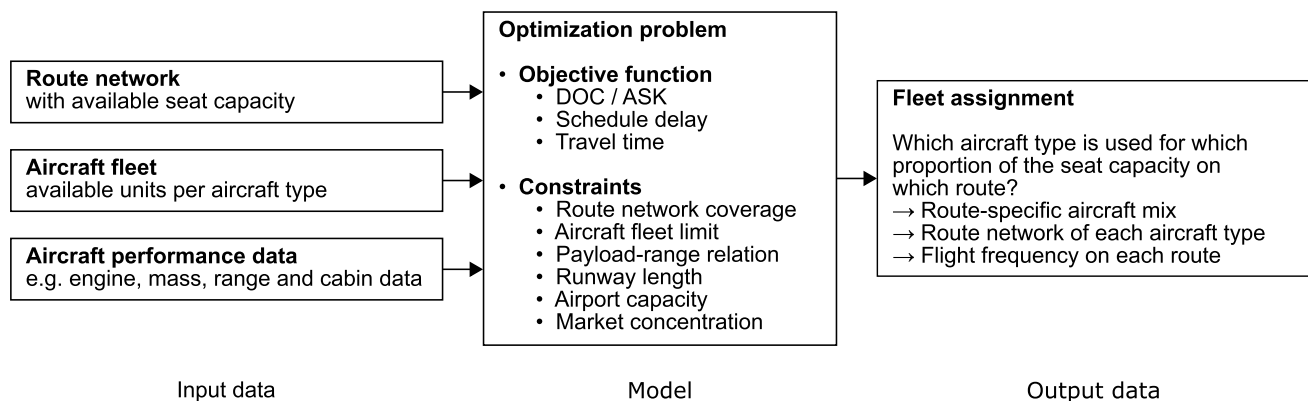 Route network
with available seat capacity
Aircraft fleet
available units per aircraft type
Aircraft performance data
e.g. engine, mass, range and cabin data
Input data
Optimization problem
• Objective function
• DOC / ASK
• Schedule delay
• Travel time
• Constraints
• Route network coverage
• Aircraft fleet limit
• Payload-range relation
• Runway length
• Airport capacity
• Market concentration
Model
Fleet assignment
Which aircraft type is used for which
proportion of the seat capacity on
which route?
→ Route-specific aircraft mix
→ Route network of each aircraft type
→ Flight frequency on each route
Output data